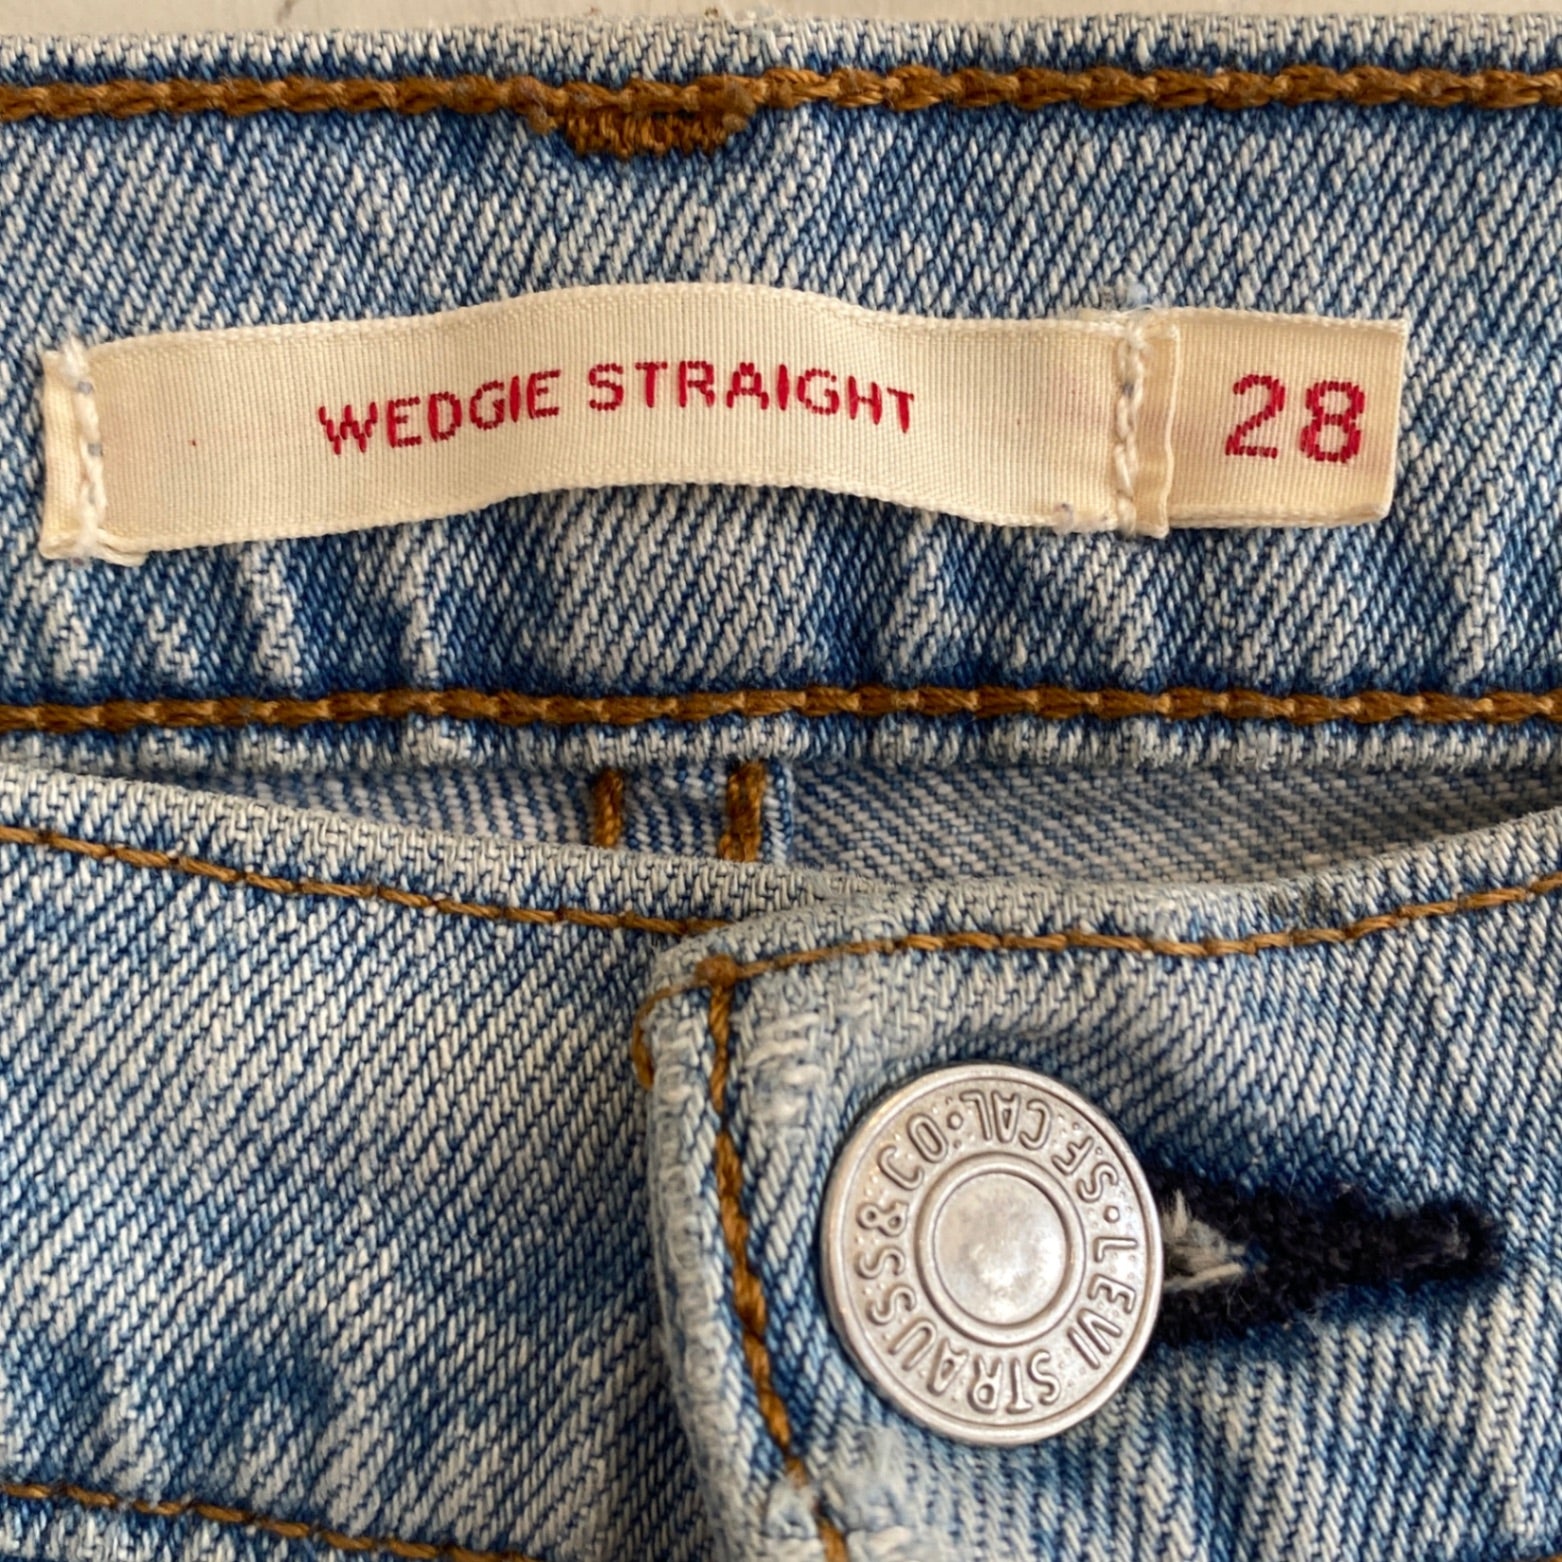 WEDGIE STRAIGHT
28
LEVI STRAUSS & CO. S.F. CAL.